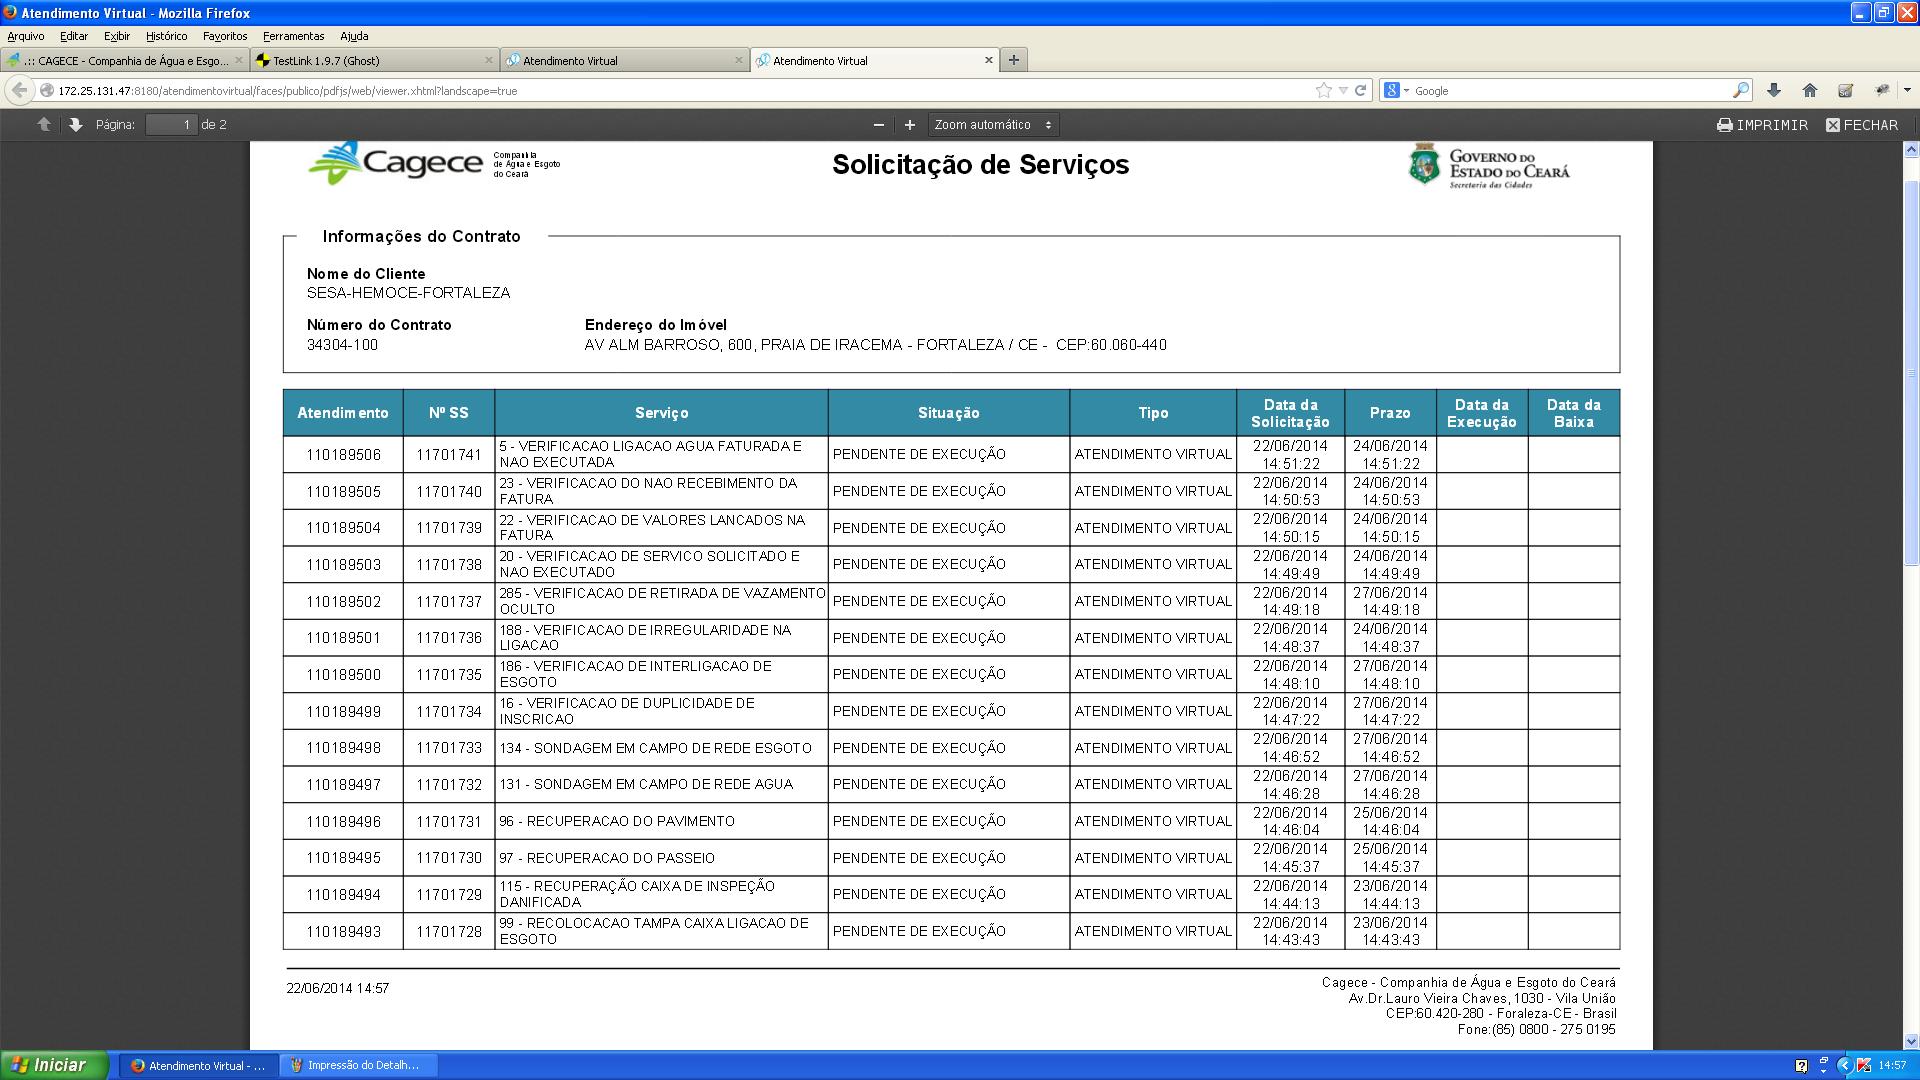 Atendimento Virtual - Mozilla Firefox
Arquivo Editar Exibir Histórico Favoritos Ferramentas Ajuda
.:: CAGECE - Companhia de Água e Esgo... TestLink 1.9.7 (Ghost) Atendimento Virtual Atendimento Virtual
172.25.131.47:8180/atendimentovirtual/faces/publico/pdfjs/web/viewer.xhtml?landscape=true Google
Página: 1 de 2 Zoom automático IMPRIMIR FECHAR
Cagece Companhia
de Água e Esgoto
do Ceará
Solicitação de Serviços
GOVERNO DO
ESTADO DO CEARÁ
Secretaria das Cidades
Informações do Contrato
Nome do Cliente
SESA-HEMOCE-FORTALEZA
Número do Contrato Endereço do Imóvel
34304-100 AV ALM BARROSO, 600, PRAIA DE IRACEMA - FORTALEZA / CE - CEP:60.060-440
Atendimento Nº SS Serviço Situação Tipo Data da Solicitação Prazo Data da Execução Data da Baixa
110189506 11701741 5 - VERIFICACAO LIGACAO AGUA FATURADA E NAO EXECUTADA PENDENTE DE EXECUÇÃO ATENDIMENTO VIRTUAL 22/06/2014 14:51:22 24/06/2014 14:51:22
110189505 11701740 23 - VERIFICACAO DO NAO RECEBIMENTO DA FATURA PENDENTE DE EXECUÇÃO ATENDIMENTO VIRTUAL 22/06/2014 14:50:53 24/06/2014 14:50:53
110189504 11701739 22 - VERIFICACAO DE VALORES LANCADOS NA FATURA PENDENTE DE EXECUÇÃO ATENDIMENTO VIRTUAL 22/06/2014 14:50:15 24/06/2014 14:50:15
110189503 11701738 20 - VERIFICACAO DE SERVICO SOLICITADO E NAO EXECUTADO PENDENTE DE EXECUÇÃO ATENDIMENTO VIRTUAL 22/06/2014 14:49:49 24/06/2014 14:49:49
110189502 11701737 285 - VERIFICACAO DE RETIRADA DE VAZAMENTO OCULTO PENDENTE DE EXECUÇÃO ATENDIMENTO VIRTUAL 22/06/2014 14:49:18 27/06/2014 14:49:18
110189501 11701736 188 - VERIFICACAO DE IRREGULARIDADE NA LIGACAO PENDENTE DE EXECUÇÃO ATENDIMENTO VIRTUAL 22/06/2014 14:48:37 24/06/2014 14:48:37
110189500 11701735 186 - VERIFICACAO DE INTERLIGACAO DE ESGOTO PENDENTE DE EXECUÇÃO ATENDIMENTO VIRTUAL 22/06/2014 14:48:10 27/06/2014 14:48:10
110189499 11701734 16 - VERIFICACAO DE DUPLICIDADE DE INSCRICAO PENDENTE DE EXECUÇÃO ATENDIMENTO VIRTUAL 22/06/2014 14:47:22 27/06/2014 14:47:22
110189498 11701733 134 - SONDAGEM EM CAMPO DE REDE ESGOTO PENDENTE DE EXECUÇÃO ATENDIMENTO VIRTUAL 22/06/2014 14:46:52 27/06/2014 14:46:52
110189497 11701732 131 - SONDAGEM EM CAMPO DE REDE AGUA PENDENTE DE EXECUÇÃO ATENDIMENTO VIRTUAL 22/06/2014 14:46:28 27/06/2014 14:46:28
110189496 11701731 96 - RECUPERACAO DO PAVIMENTO PENDENTE DE EXECUÇÃO ATENDIMENTO VIRTUAL 22/06/2014 14:46:04 25/06/2014 14:46:04
110189495 11701730 97 - RECUPERACAO DO PASSEIO PENDENTE DE EXECUÇÃO ATENDIMENTO VIRTUAL 22/06/2014 14:45:37 25/06/2014 14:45:37
110189494 11701729 115 - RECUPERAÇÃO CAIXA DE INSPEÇÃO DANIFICADA PENDENTE DE EXECUÇÃO ATENDIMENTO VIRTUAL 22/06/2014 14:44:13 23/06/2014 14:44:13
110189493 11701728 99 - RECOLOCACAO TAMPA CAIXA LIGACAO DE ESGOTO PENDENTE DE EXECUÇÃO ATENDIMENTO VIRTUAL 22/06/2014 14:43:43 23/06/2014 14:43:43
22/06/2014 14:57
Cagece - Companhia de Água e Esgoto do Ceará
Av.Dr.Lauro Vieira Chaves, 1030 - Vila União
CEP:60.420-280 - Foraleza-CE - Brasil
Fone:(85) 0800 - 275 0195
Iniciar Atendimento Virtual - ... Impressão do Detalh... 14:57